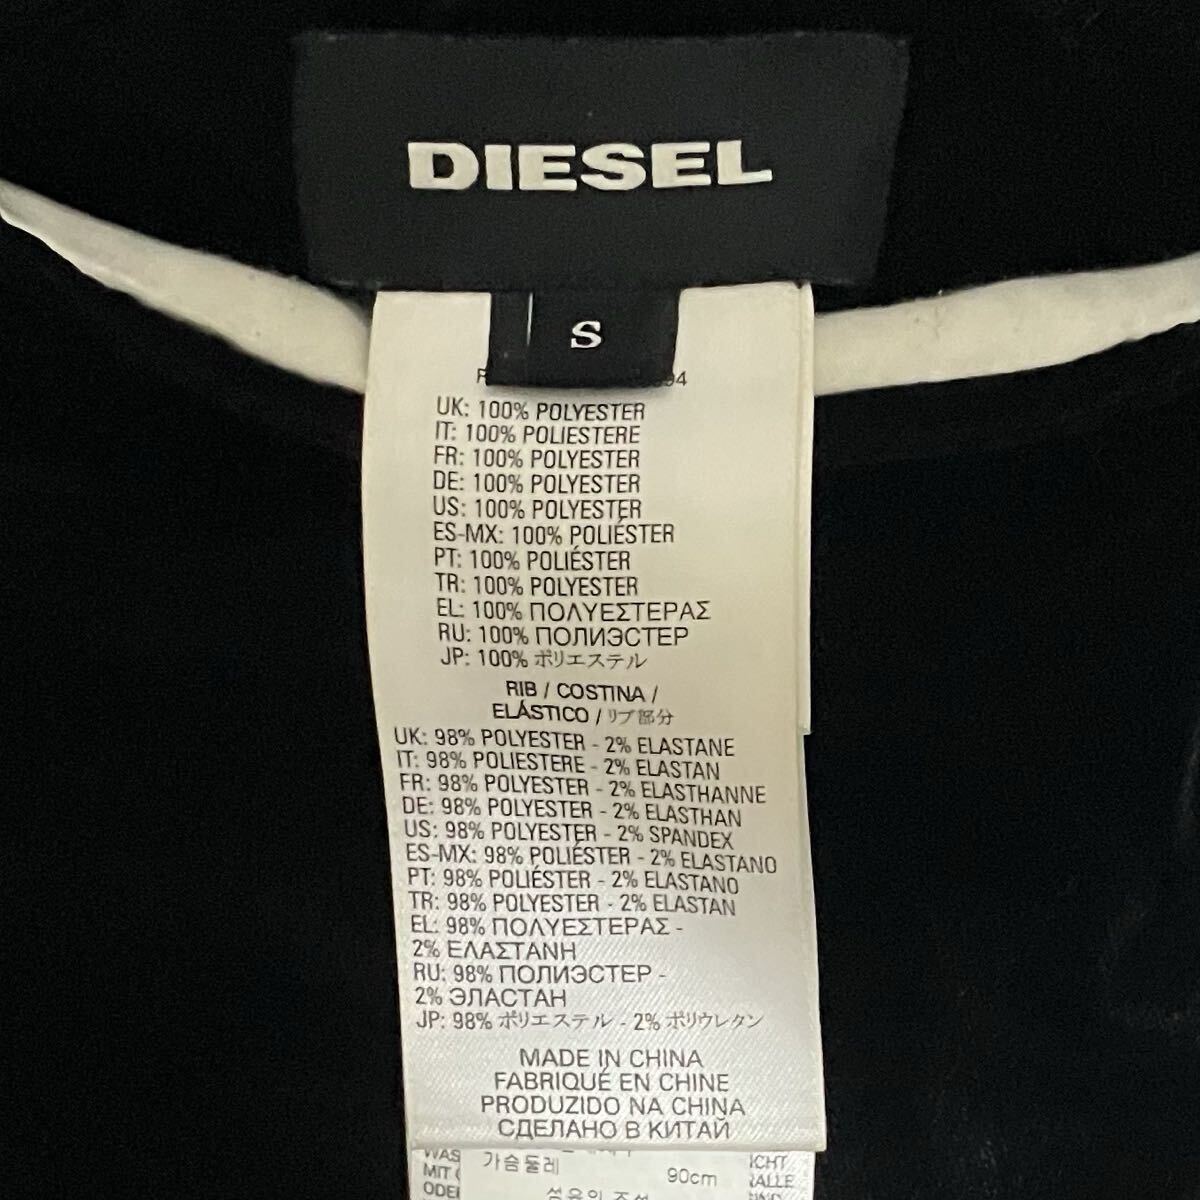 DIESEL
S
UK: 100% POLYESTER
IT: 100% POLIESTERE
FR: 100% POLYESTER
DE: 100% POLYESTER
US: 100% POLYESTER
ES-MX: 100% POLIÉSTER
PT: 100% POLIÉSTER
TR: 100% POLYESTER
EL: 100% ΠΟΛΥΕΣΤΕΡΑΣ
RU: 100% ПОЛИЭСТЕР
JP: 100% ポリエステル
RIB / COSTINA /
ELÁSTICO / リブ部分
UK: 98% POLYESTER - 2% ELASTANE
IT: 98% POLIESTERE - 2% ELASTAN
FR: 98% POLYESTER - 2% ELASTHANNE
DE: 98% POLYESTER - 2% ELASTHAN
US: 98% POLYESTER - 2% SPANDEX
ES-MX: 98% POLIÉSTER - 2% ELASTANO
PT: 98% POLIÉSTER - 2% ELASTANO
TR: 98% POLYESTER - 2% ELASTAN
EL: 98% ΠΟΛΥΕΣΤΕΡΑΣ -
2% ΕΛΑΣΤΑΝΗ
RU: 98% ПОЛИЭСТЕР -
2% ЭЛАСТАН
JP: 98% ポリエステル - 2% ポリウレタン
MADE IN CHINA
FABRIQUÉ EN CHINE
PRODUZIDO NA CHINA
СДЕЛАНО В КИТАЙ
가슴둘레 90cm
MIT